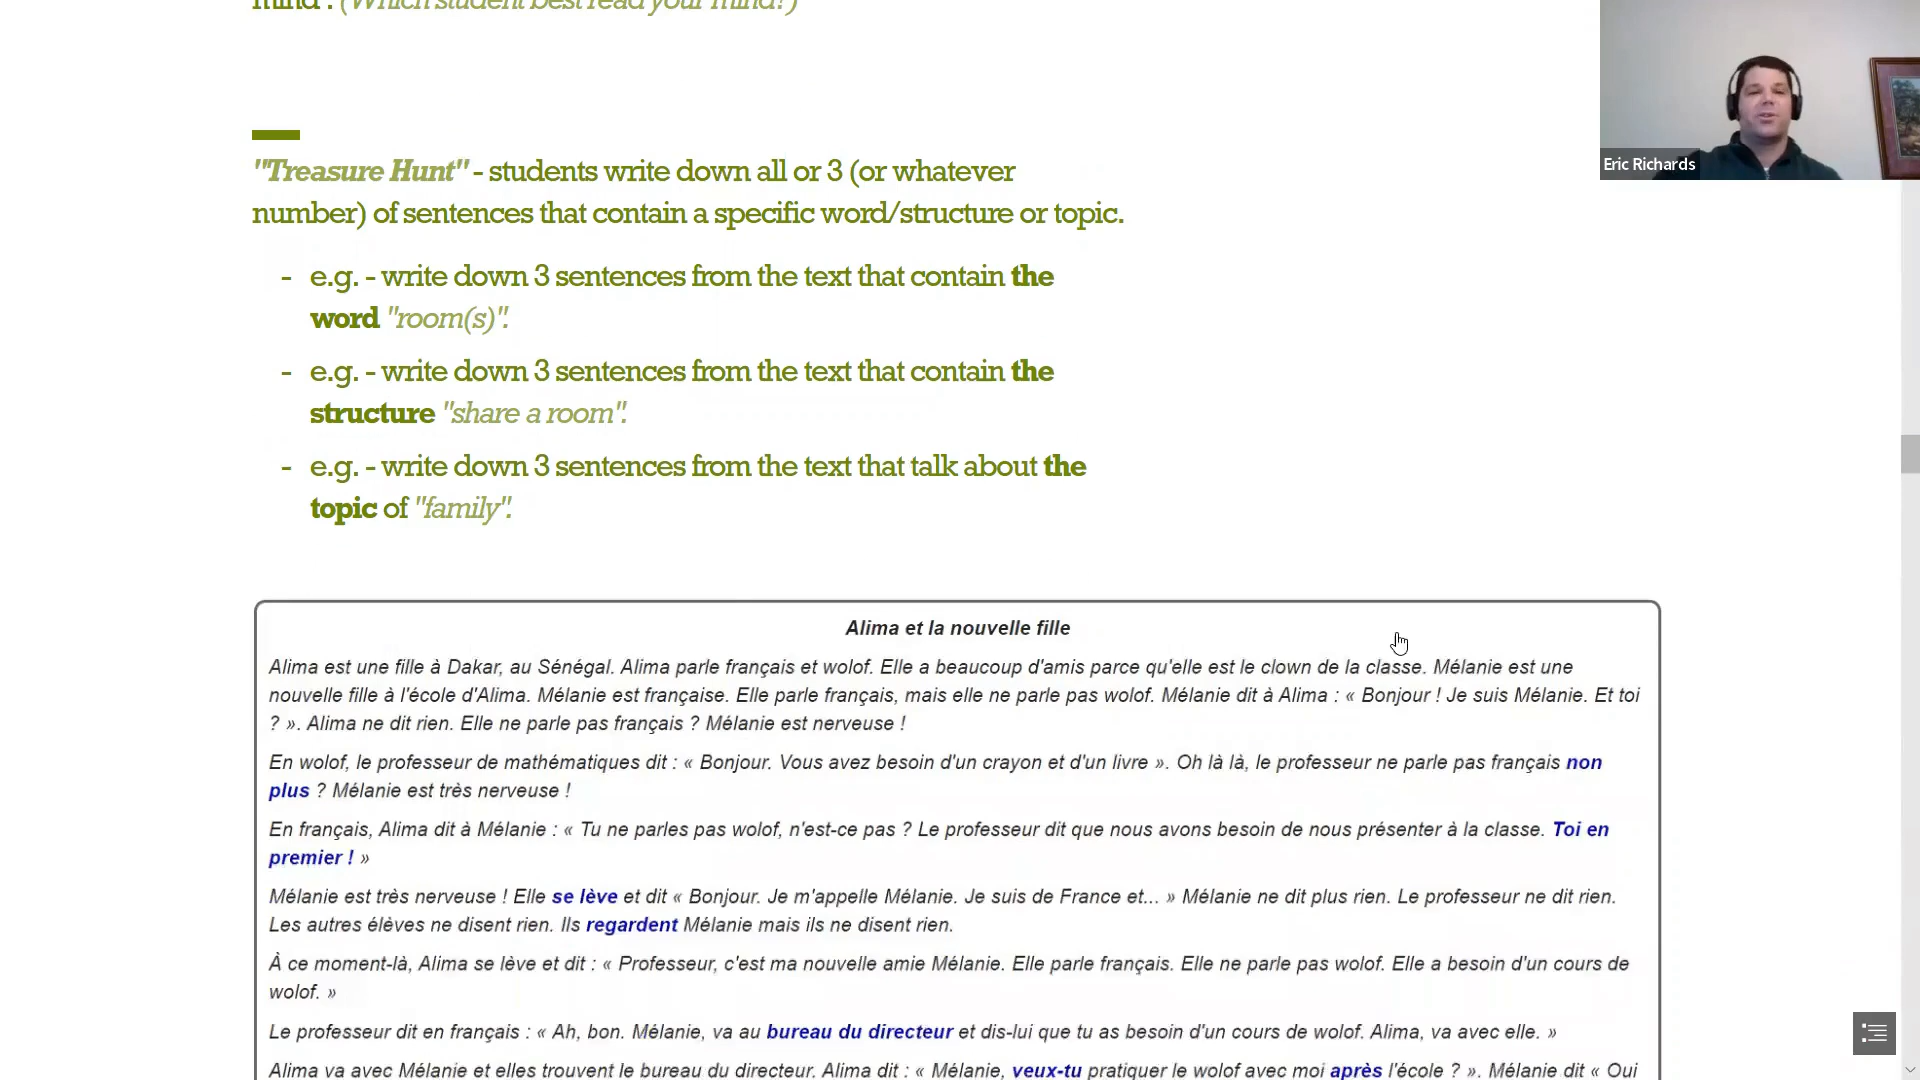 mind". (Which student best read your mind?)
Eric Richards
"Treasure Hunt" - students write down all or 3 (or whatever
number) of sentences that contain a specific word/structure or topic.
- e.g. - write down 3 sentences from the text that contain the
word "room(s)".
- e.g. - write down 3 sentences from the text that contain the
structure "share a room".
- e.g. - write down 3 sentences from the text that talk about the
topic of "family".
Alima et la nouvelle fille
Alima est une fille à Dakar, au Sénégal. Alima parle français et wolof. Elle a beaucoup d'amis parce qu'elle est le clown de la classe. Mélanie est une
nouvelle fille à l'école d'Alima. Mélanie est française. Elle parle français, mais elle ne parle pas wolof. Mélanie dit à Alima : « Bonjour ! Je suis Mélanie. Et toi
? ». Alima ne dit rien. Elle ne parle pas français ? Mélanie est nerveuse !
En wolof, le professeur de mathématiques dit : « Bonjour. Vous avez besoin d'un crayon et d'un livre ». Oh là là, le professeur ne parle pas français non
plus ? Mélanie est très nerveuse !
En français, Alima dit à Mélanie : « Tu ne parles pas wolof, n'est-ce pas ? Le professeur dit que nous avons besoin de nous présenter à la classe. Toi en
premier ! »
Mélanie est très nerveuse ! Elle se lève et dit « Bonjour. Je m'appelle Mélanie. Je suis de France et... » Mélanie ne dit plus rien. Le professeur ne dit rien.
Les autres élèves ne disent rien. Ils regardent Mélanie mais ils ne disent rien.
À ce moment-là, Alima se lève et dit : « Professeur, c'est ma nouvelle amie Mélanie. Elle parle français. Elle ne parle pas wolof. Elle a besoin d'un cours de
wolof. »
Le professeur dit en français : « Ah, bon. Mélanie, va au bureau du directeur et dis-lui que tu as besoin d'un cours de wolof. Alima, va avec elle. »
Alima va avec Mélanie et elles trouvent le bureau du directeur. Alima dit : « Mélanie, veux-tu pratiquer le wolof avec moi après l'école ? ». Mélanie dit « Oui